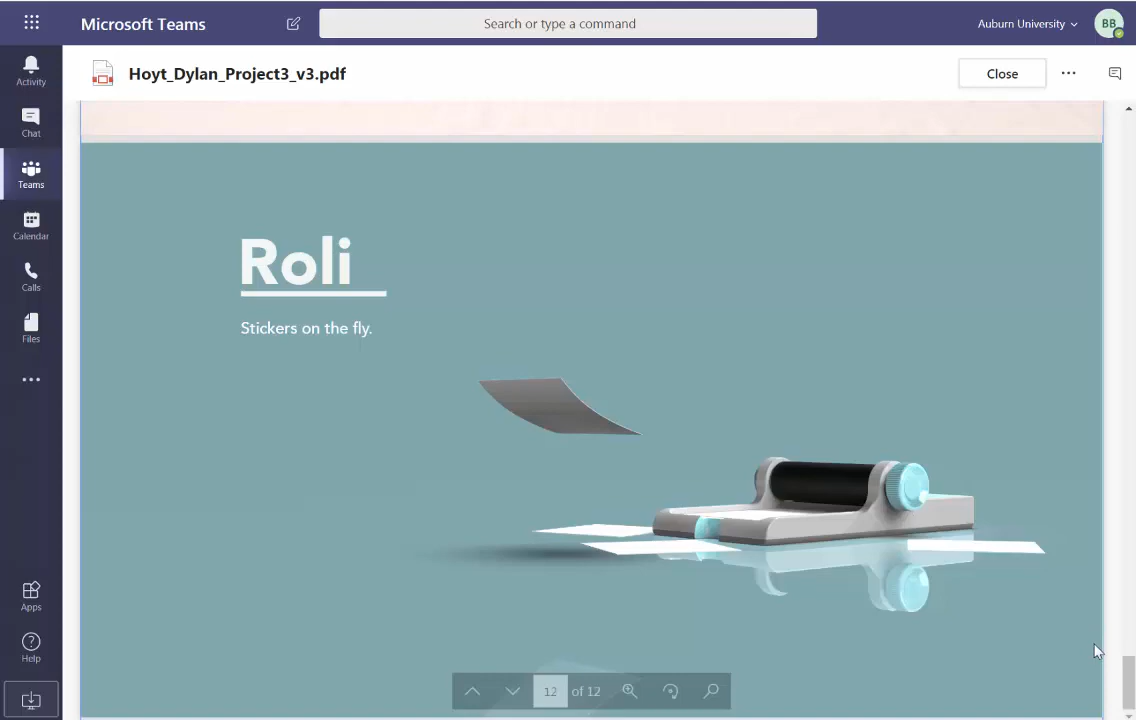 Microsoft Teams
Search or type a command
Auburn University
BB
Activity
Hoyt_Dylan_Project3_v3.pdf
Close
Chat
Teams
Calendar
Calls
Files
Roli
Stickers on the fly.
Apps
Help
12 of 12